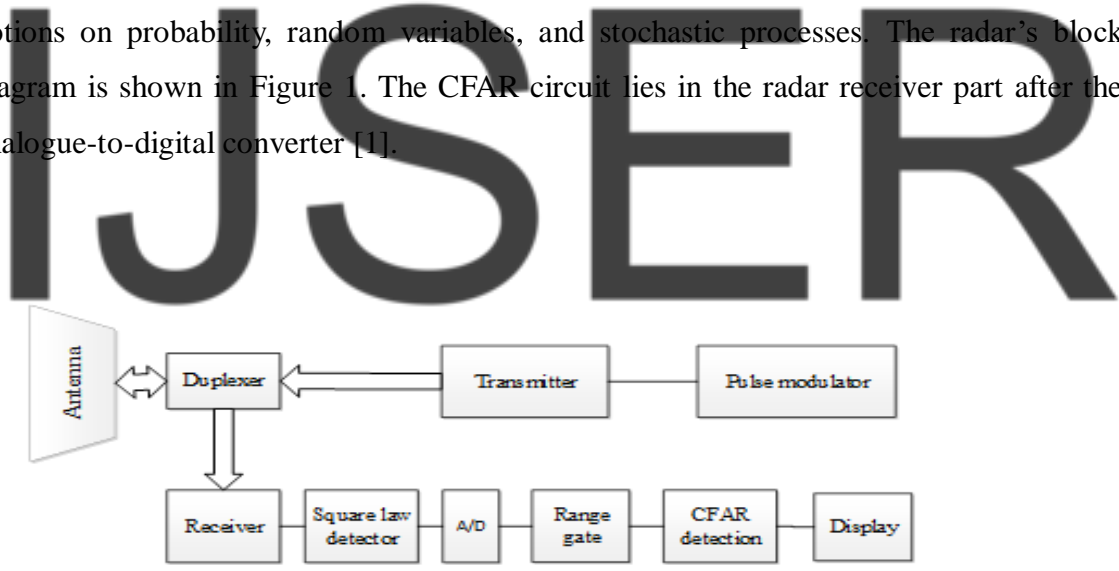 otions on probability, random variables, and stochastic processes. The radar's block
agram is shown in Figure 1. The CFAR circuit lies in the radar receiver part after the
alogue-to-digital converter [1].
IJSER
Antenna
Duplexer
Transmitter
Pulse modulator
Receiver
Square law
detector
A/D
Range
gate
CFAR
detection
Display